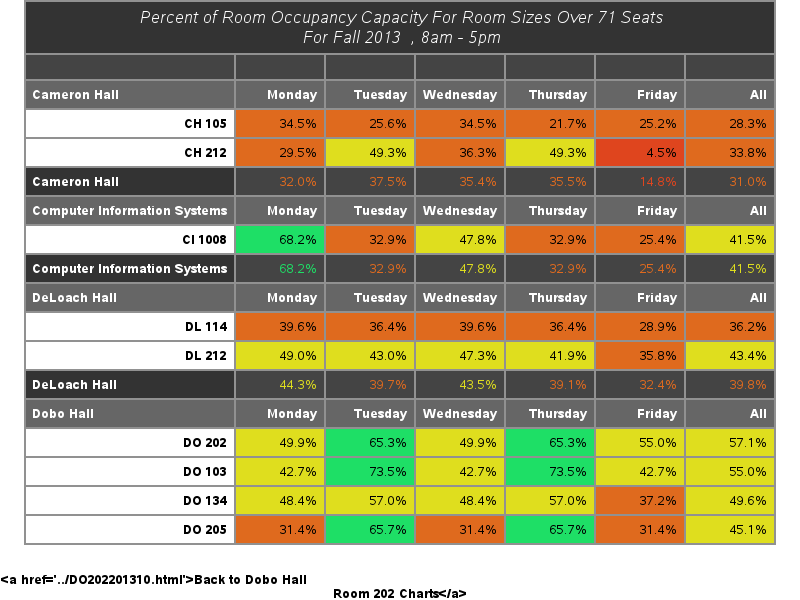 Percent of Room Occupancy Capacity For Room Sizes Over 71 Seats
For Fall 2013 , 8am - 5pm
Cameron Hall Monday Tuesday Wednesday Thursday Friday All
CH 105 34.5% 25.6% 34.5% 21.7% 25.2% 28.3%
CH 212 29.5% 49.3% 36.3% 49.3% 4.5% 33.8%
Cameron Hall 32.0% 37.5% 35.4% 35.5% 14.8% 31.0%
Computer Information Systems Monday Tuesday Wednesday Thursday Friday All
CI 1008 68.2% 32.9% 47.8% 32.9% 25.4% 41.5%
Computer Information Systems 68.2% 32.9% 47.8% 32.9% 25.4% 41.5%
DeLoach Hall Monday Tuesday Wednesday Thursday Friday All
DL 114 39.6% 36.4% 39.6% 36.4% 28.9% 36.2%
DL 212 49.0% 43.0% 47.3% 41.9% 35.8% 43.4%
DeLoach Hall 44.3% 39.7% 43.5% 39.1% 32.4% 39.8%
Dobo Hall Monday Tuesday Wednesday Thursday Friday All
DO 202 49.9% 65.3% 49.9% 65.3% 55.0% 57.1%
DO 103 42.7% 73.5% 42.7% 73.5% 42.7% 55.0%
DO 134 48.4% 57.0% 48.4% 57.0% 37.2% 49.6%
DO 205 31.4% 65.7% 31.4% 65.7% 31.4% 45.1%
<a href='../DO202201310.html'>Back to Dobo Hall
Room 202 Charts</a>